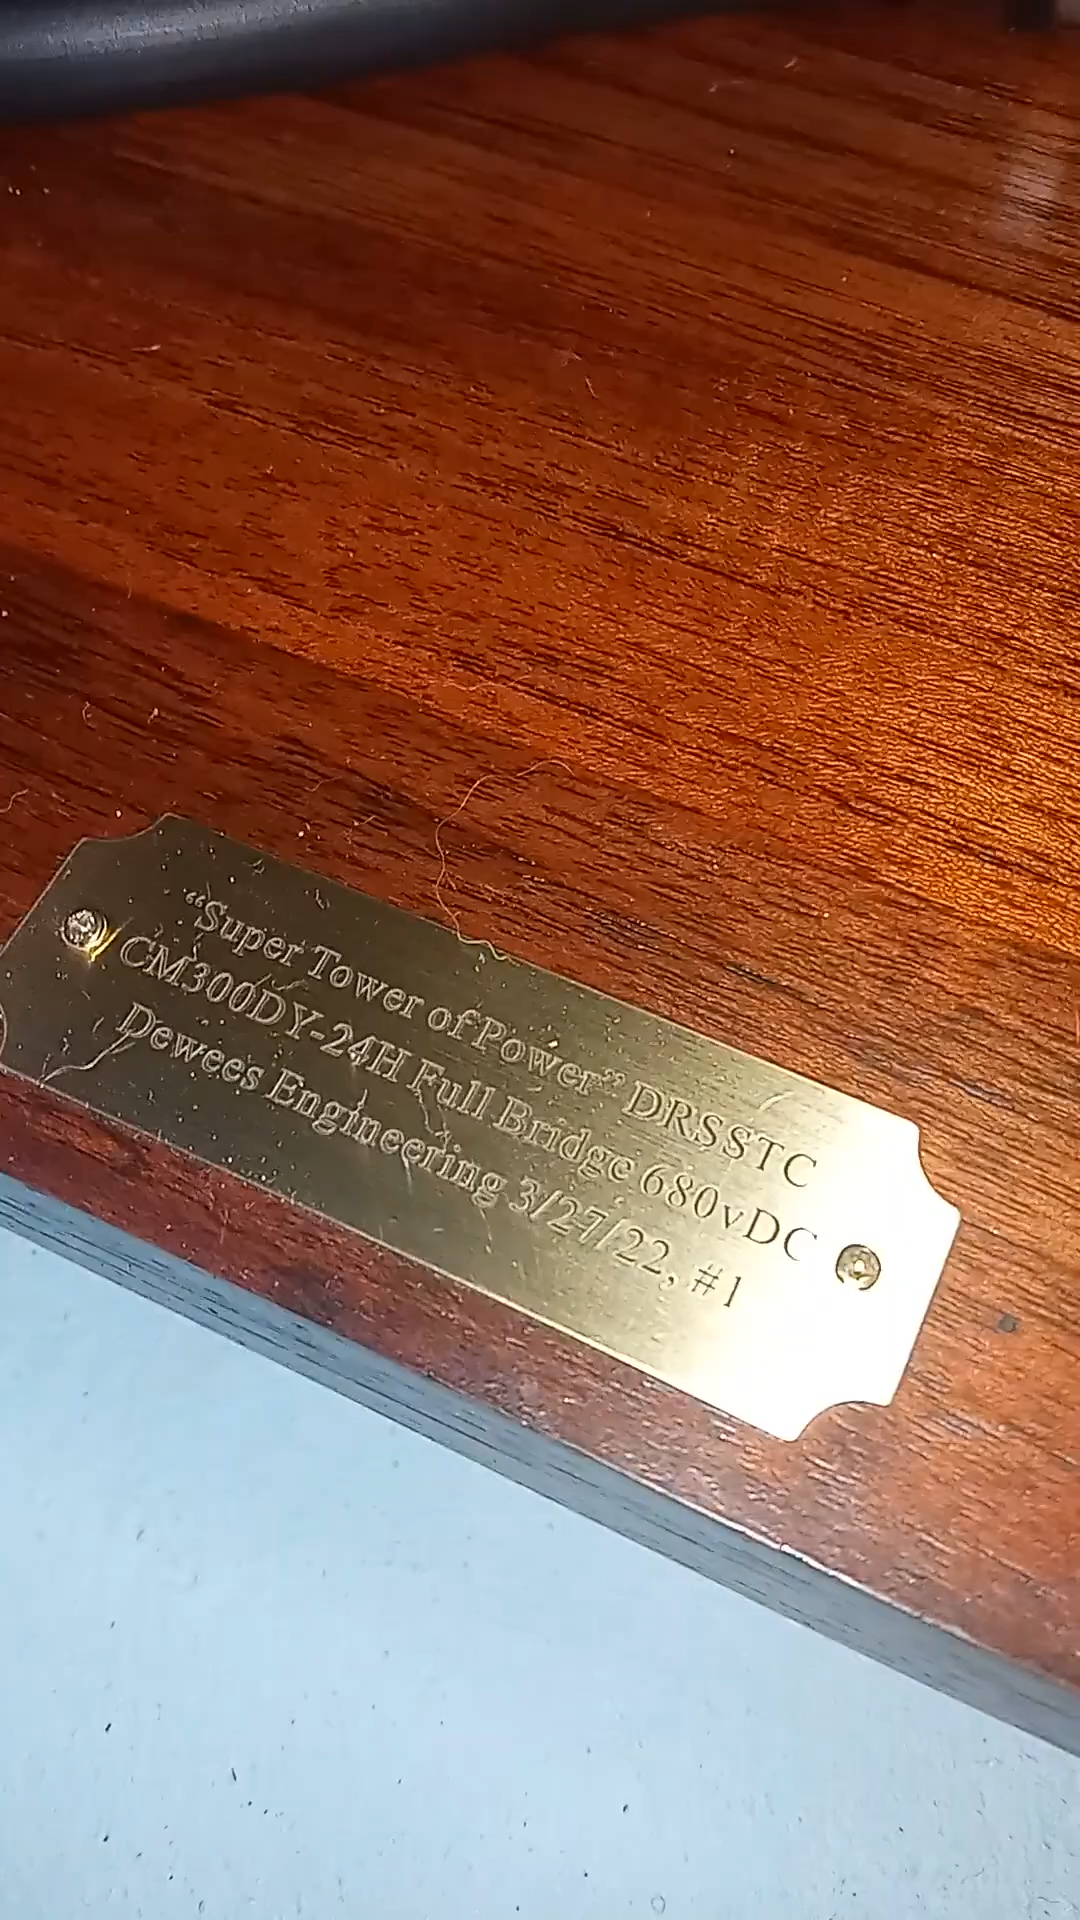 “Super Tower of Power” DRSSTC
CM300DY-24H Full Bridge 680vDC
Dewees Engineering 3/27/22, #1